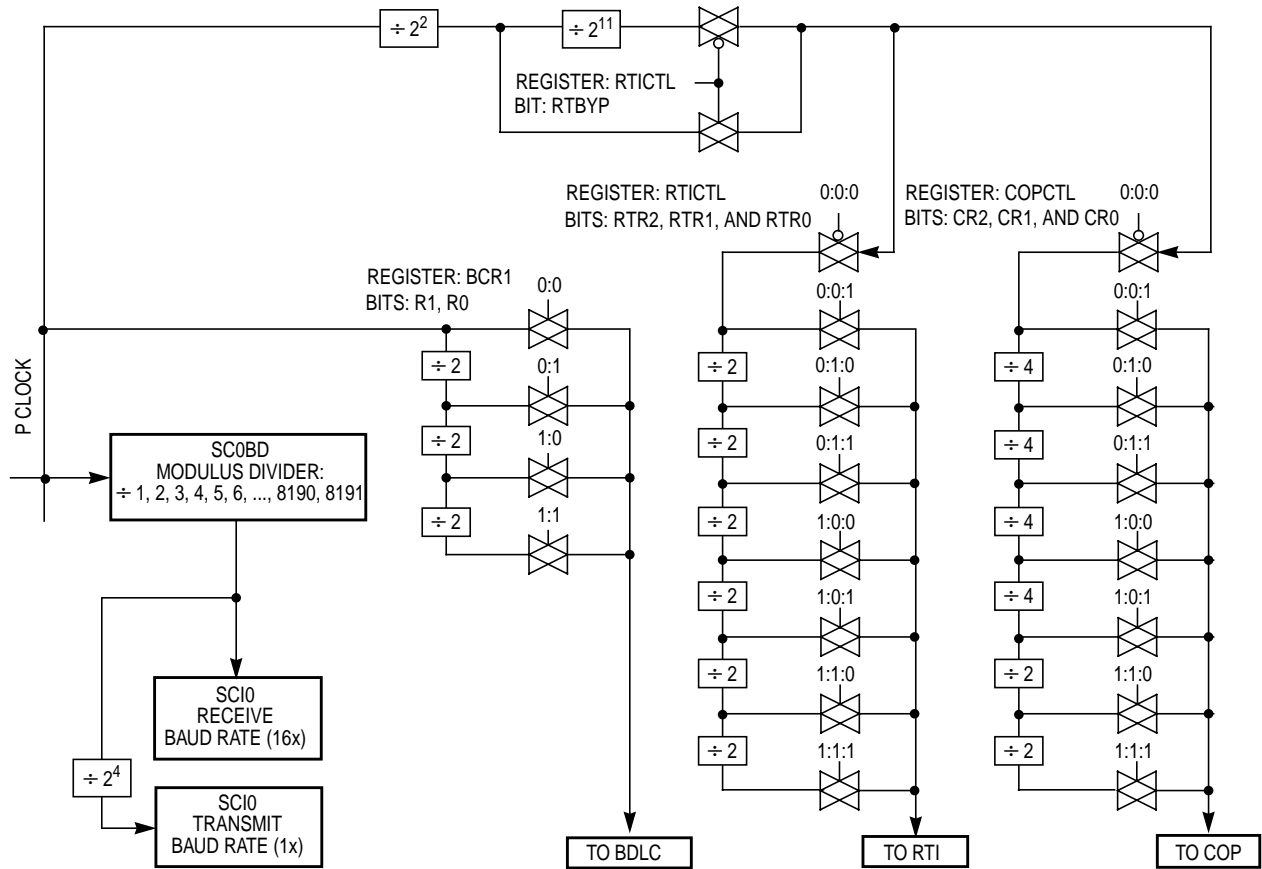 ÷ 2²
÷ 2¹¹
REGISTER: RTICTL
BIT: RTBYP
REGISTER: RTICTL
BITS: RTR2, RTR1, AND RTR0
0:0:0
REGISTER: COPCTL
BITS: CR2, CR1, AND CR0
0:0:0
REGISTER: BCR1
BITS: R1, R0
0:0
÷ 2
0:1
÷ 2
1:0
÷ 2
1:1
0:0:1
÷ 2
0:1:0
÷ 2
0:1:1
÷ 2
1:0:0
÷ 2
1:0:1
÷ 2
1:1:0
÷ 2
1:1:1
0:0:1
÷ 4
0:1:0
÷ 4
0:1:1
÷ 4
1:0:0
÷ 4
1:0:1
÷ 2
1:1:0
÷ 2
1:1:1
P CLOCK
SC0BD
MODULUS DIVIDER:
÷ 1, 2, 3, 4, 5, 6, ..., 8190, 8191
SCI0
RECEIVE
BAUD RATE (16x)
÷ 2⁴
SCI0
TRANSMIT
BAUD RATE (1x)
TO BDLC
TO RTI
TO COP